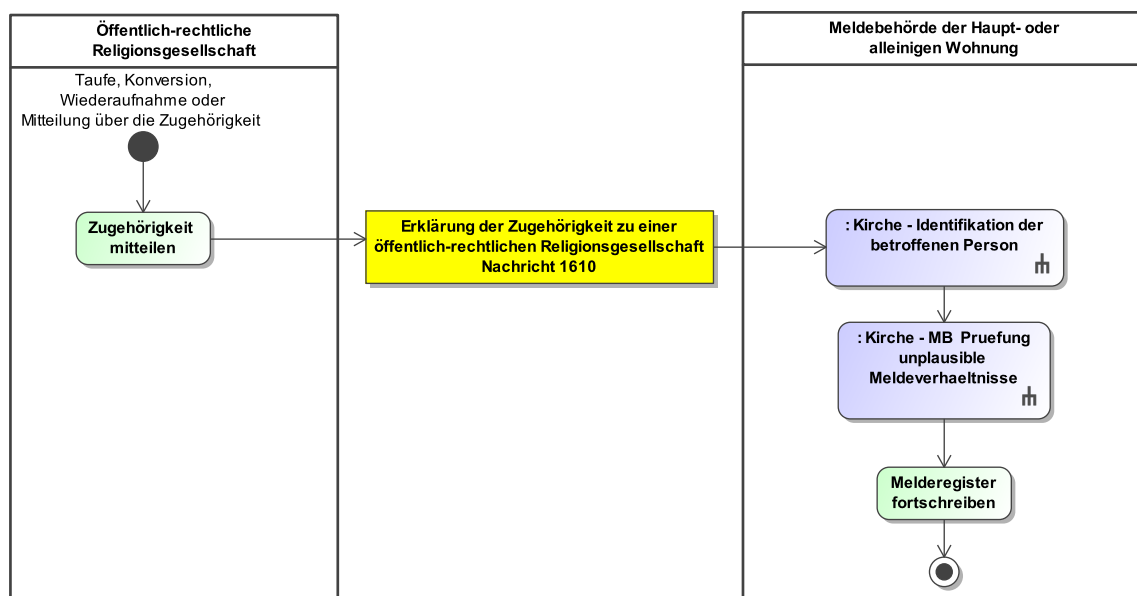 Öffentlich-rechtliche
Religionsgesellschaft
Taufe, Konversion,
Wiederaufnahme oder
Mitteilung über die Zugehörigkeit
Zugehörigkeit
mitteilen
Erklärung der Zugehörigkeit zu einer
öffentlich-rechtlichen Religionsgesellschaft
Nachricht 1610
Meldebehörde der Haupt- oder
alleinigen Wohnung
: Kirche - Identifikation der
betroffenen Person
: Kirche - MB Pruefung
unplausible
Meldeverhaeltnisse
Melderegister
fortschreiben